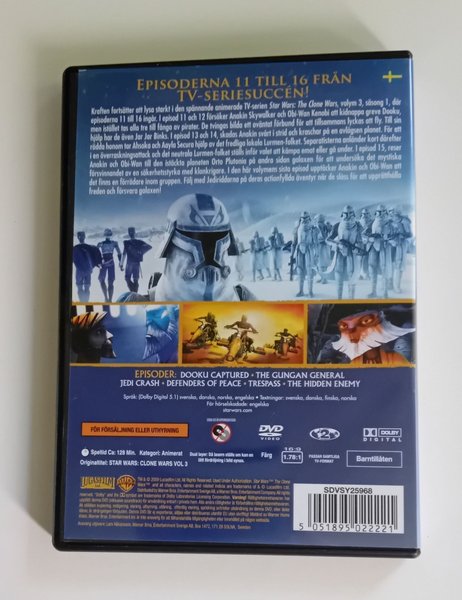 EPISODERNA 11 TILL 16 FRÅN
TV-SERIESUCCÉN!
Kraften fortsätter att lysa starkt i den spännande animerade TV-serien Star Wars: The Clone Wars, volym 3, säsong 1, där
episoderna 11 till 16 ingår. I episod 11 och 12 försöker Anakin Skywalker och Obi-Wan Kenobi att kidnappa greve Dooku,
men istället tas alla tre till fånga av pirater. De tvingas bilda ett oväntat förbund för att tillsammans lyckas att fly. Till sin
hjälp har de även Jar Jar Binks. I episod 13 och 14, skadas Anakin svårt i strid och kraschar på en avlägsen planet. För att
rädda honom tar Ahsoka och Aayla Secura hjälp av det fredliga lokala Lurmen-folket. Separatisterna anländer kort därefter
i en överraskningsattack och det neutrala Lurmen-folket ställs inför valet att kämpa emot eller gå under. I episod 15, reser
Anakin och Obi-Wan till den istäckta planeten Orto Plutonia på andra sidan galaxen för att undersöka det mystiska
försvinnandet av en säkerhetsstyrka med klonkrigare. I den här volymens sista episod upptäcker Anakin och Obi-Wan att
det finns en förrädare inom gruppen. Följ med Jediriddarna på deras actionfyllda äventyr när de slåss för att upprätthålla
freden och försvara galaxen!
EPISODER: DOOKU CAPTURED • THE GUNGAN GENERAL
JEDI CRASH • DEFENDERS OF PEACE • TRESPASS • THE HIDDEN ENEMY
Språk: (Dolby Digital 5.1) svenska, danska, norska, engelska • Textningar: svenska, danska, finska, norska
För hörselskadade: engelska
starwars.com
FÖR FÖRSÄLJNING ELLER UTHYRNING
DVD
VIDEO
2
DOLBY
DIGITAL
Speltid Ca: 128 Min. Kategori: Animerat
Originaltitel: STAR WARS: CLONE WARS VOL 3
Färg
16:9
1.78:1
PASSAR SAMTLIGA
TV-FORMAT
Barntillåten
SDVSY25968
5 051895 022221